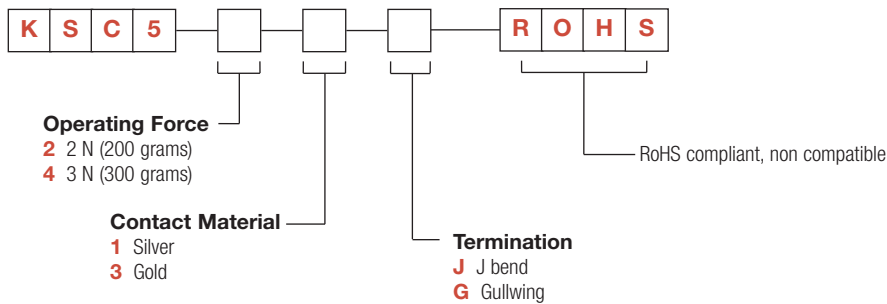 K S C 5 R O H S
Operating Force
2 2 N (200 grams)
4 3 N (300 grams)
RoHS compliant, non compatible
Contact Material
1 Silver
3 Gold
Termination
J J bend
G Gullwing